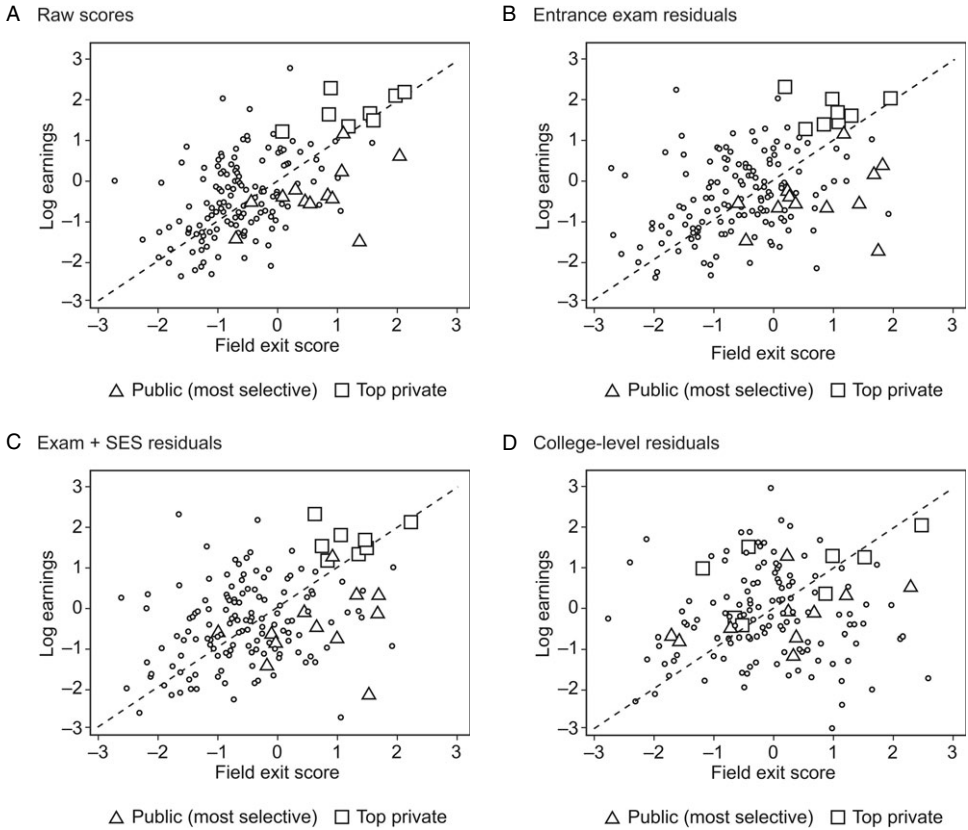 A Raw scores
Log earnings
3
2
1
0
–1
–2
–3
–3 –2 –1 0 1 2 3
Field exit score
Public (most selective) Top private
B Entrance exam residuals
Log earnings
3
2
1
0
–1
–2
–3
–3 –2 –1 0 1 2 3
Field exit score
Public (most selective) Top private
C Exam + SES residuals
Log earnings
3
2
1
0
–1
–2
–3
–3 –2 –1 0 1 2 3
Field exit score
Public (most selective) Top private
D College-level residuals
Log earnings
3
2
1
0
–1
–2
–3
–3 –2 –1 0 1 2 3
Field exit score
Public (most selective) Top private